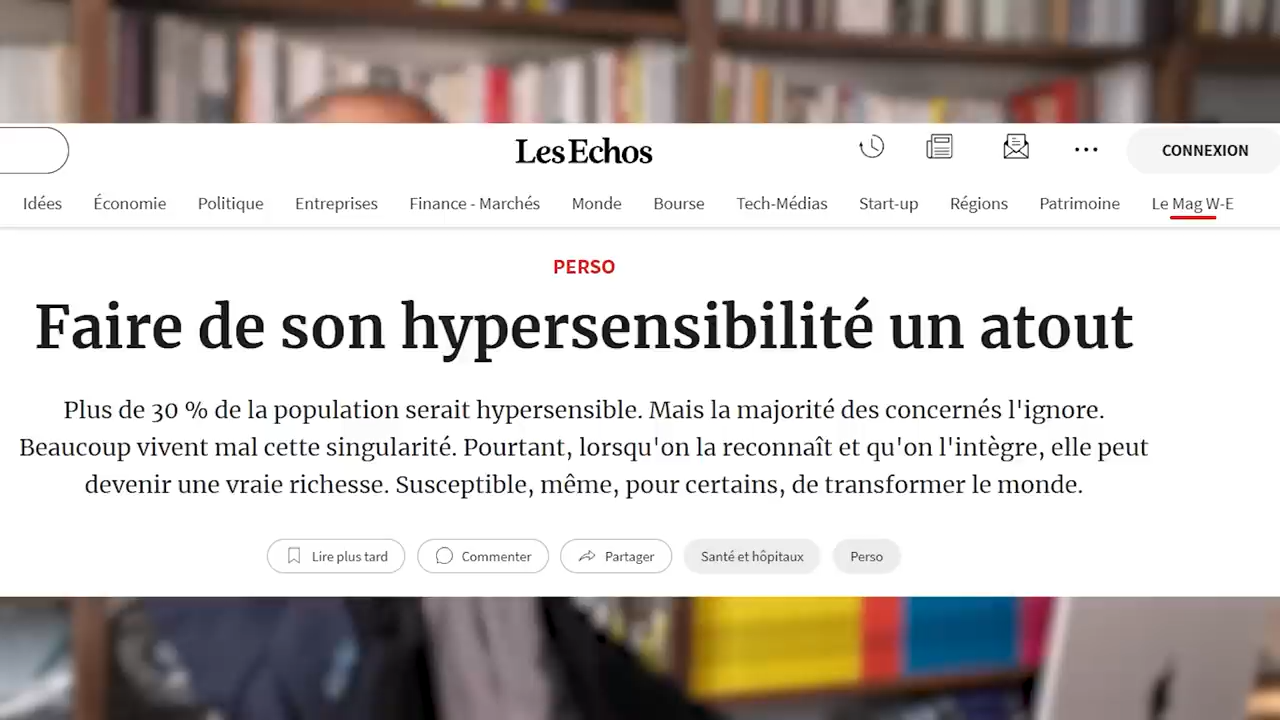 Les Echos
CONNEXION
Idées Économie Politique Entreprises Finance - Marchés Monde Bourse Tech-Médias Start-up Régions Patrimoine Le Mag W-E
PERSO
Faire de son hypersensibilité un atout
Plus de 30 % de la population serait hypersensible. Mais la majorité des concernés l'ignore.
Beaucoup vivent mal cette singularité. Pourtant, lorsqu'on la reconnaît et qu'on l'intègre, elle peut
devenir une vraie richesse. Susceptible, même, pour certains, de transformer le monde.
Lire plus tard Commenter Partager Santé et hôpitaux Perso